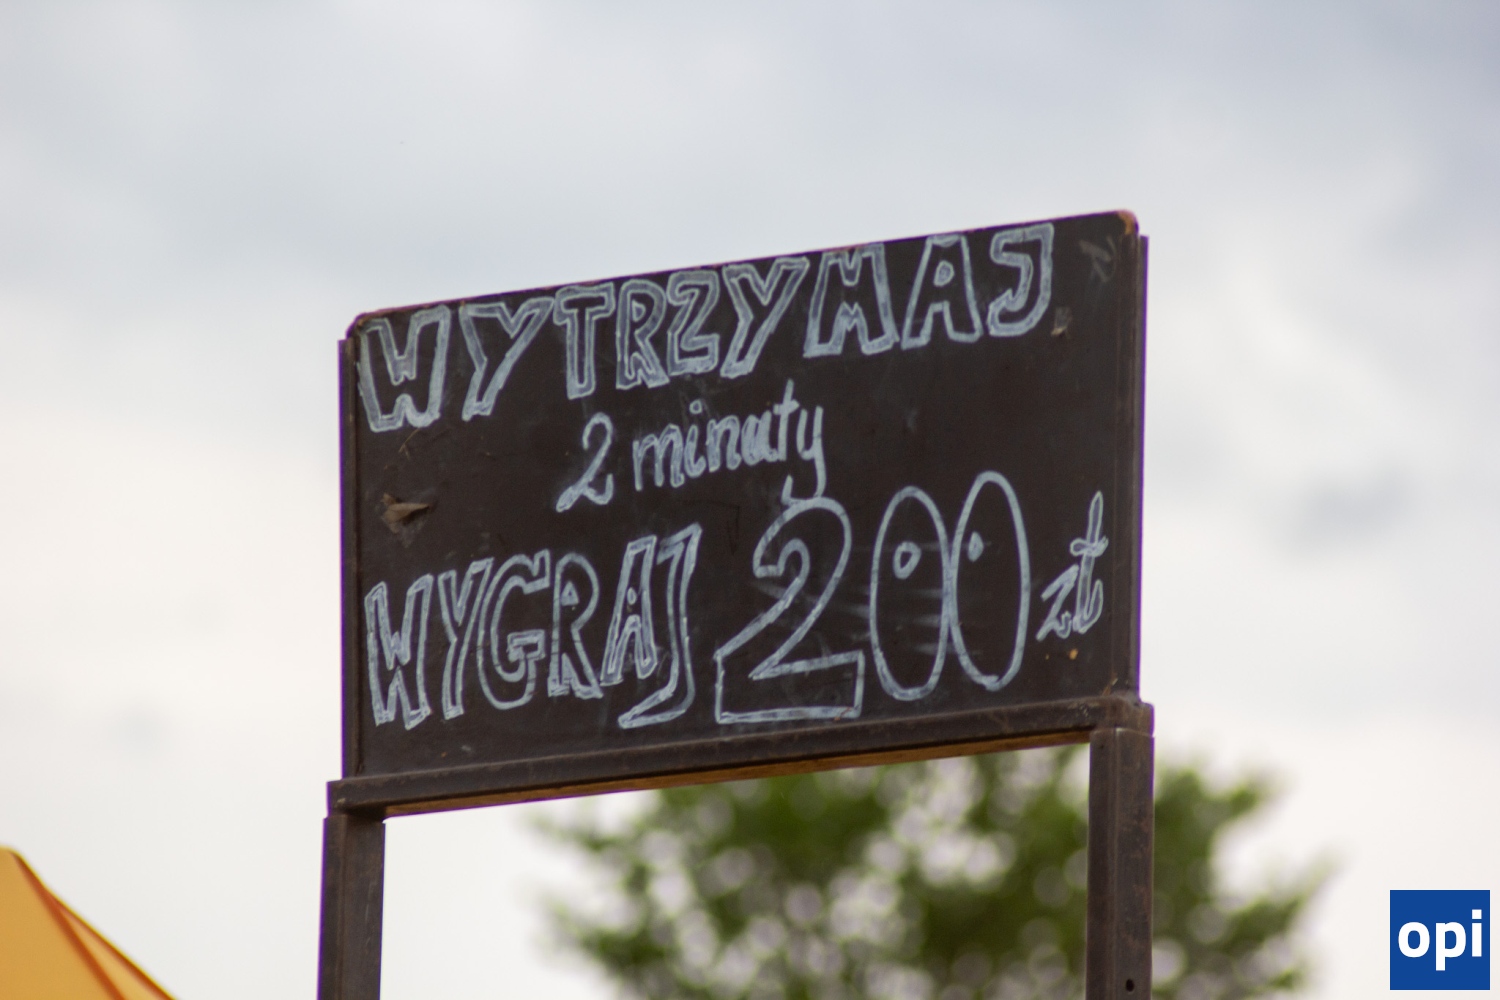 WYTRZYMAJ
2 minuty
WYGRAJ 200 zł
opi